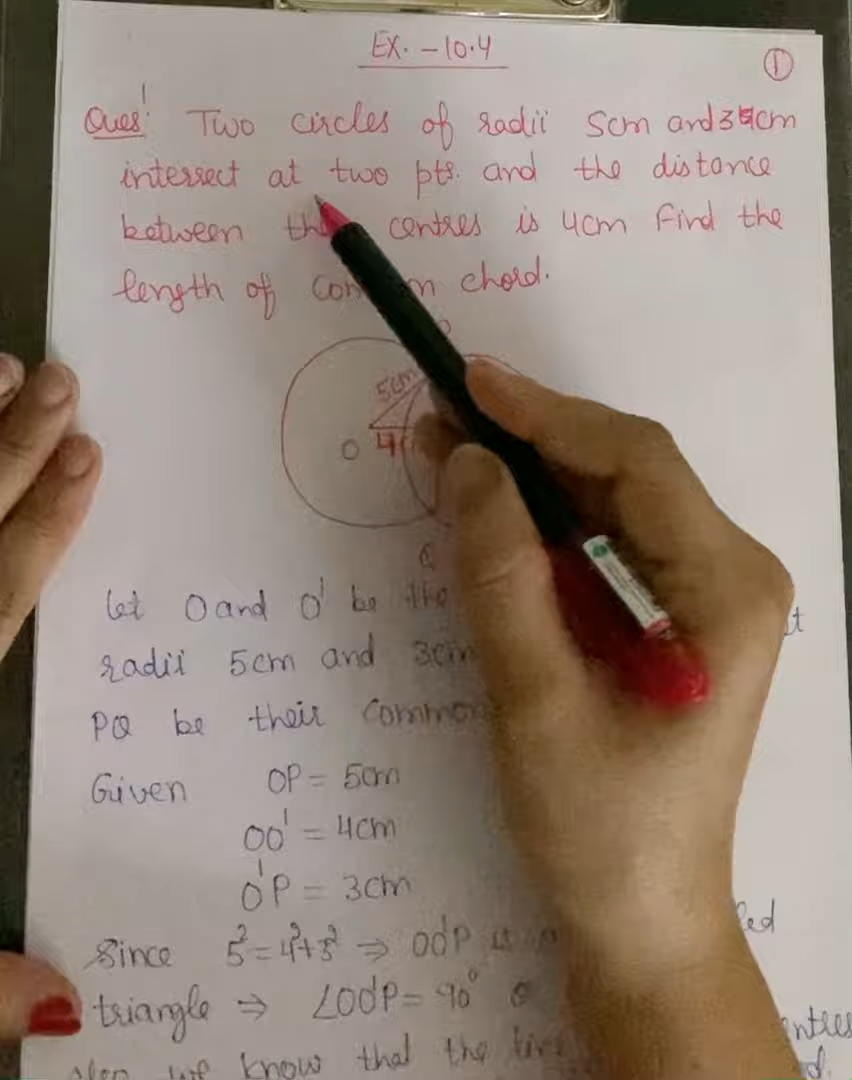 Ex. - 10.4
1
Ques! 1 Two circles of radii 5cm and 3cm
intersect at two pts. and the distance
between centres is 4cm Find the
length of chord.
5cm
O 4
Let O and O' be the
radii 5cm and 3cm
PQ be their common
Given OP = 5cm
OO' = 4cm
O'P = 3cm
Since 5² = 4² + 3² ⇒ OO'P is
triangle ⇒ ∠OO'P = 90°
we know that the